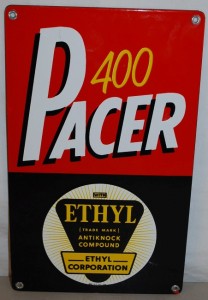 400
PACER
ETHYL
[TRADE MARK]
ANTIKNOCK
COMPOUND
ETHYL
CORPORATION